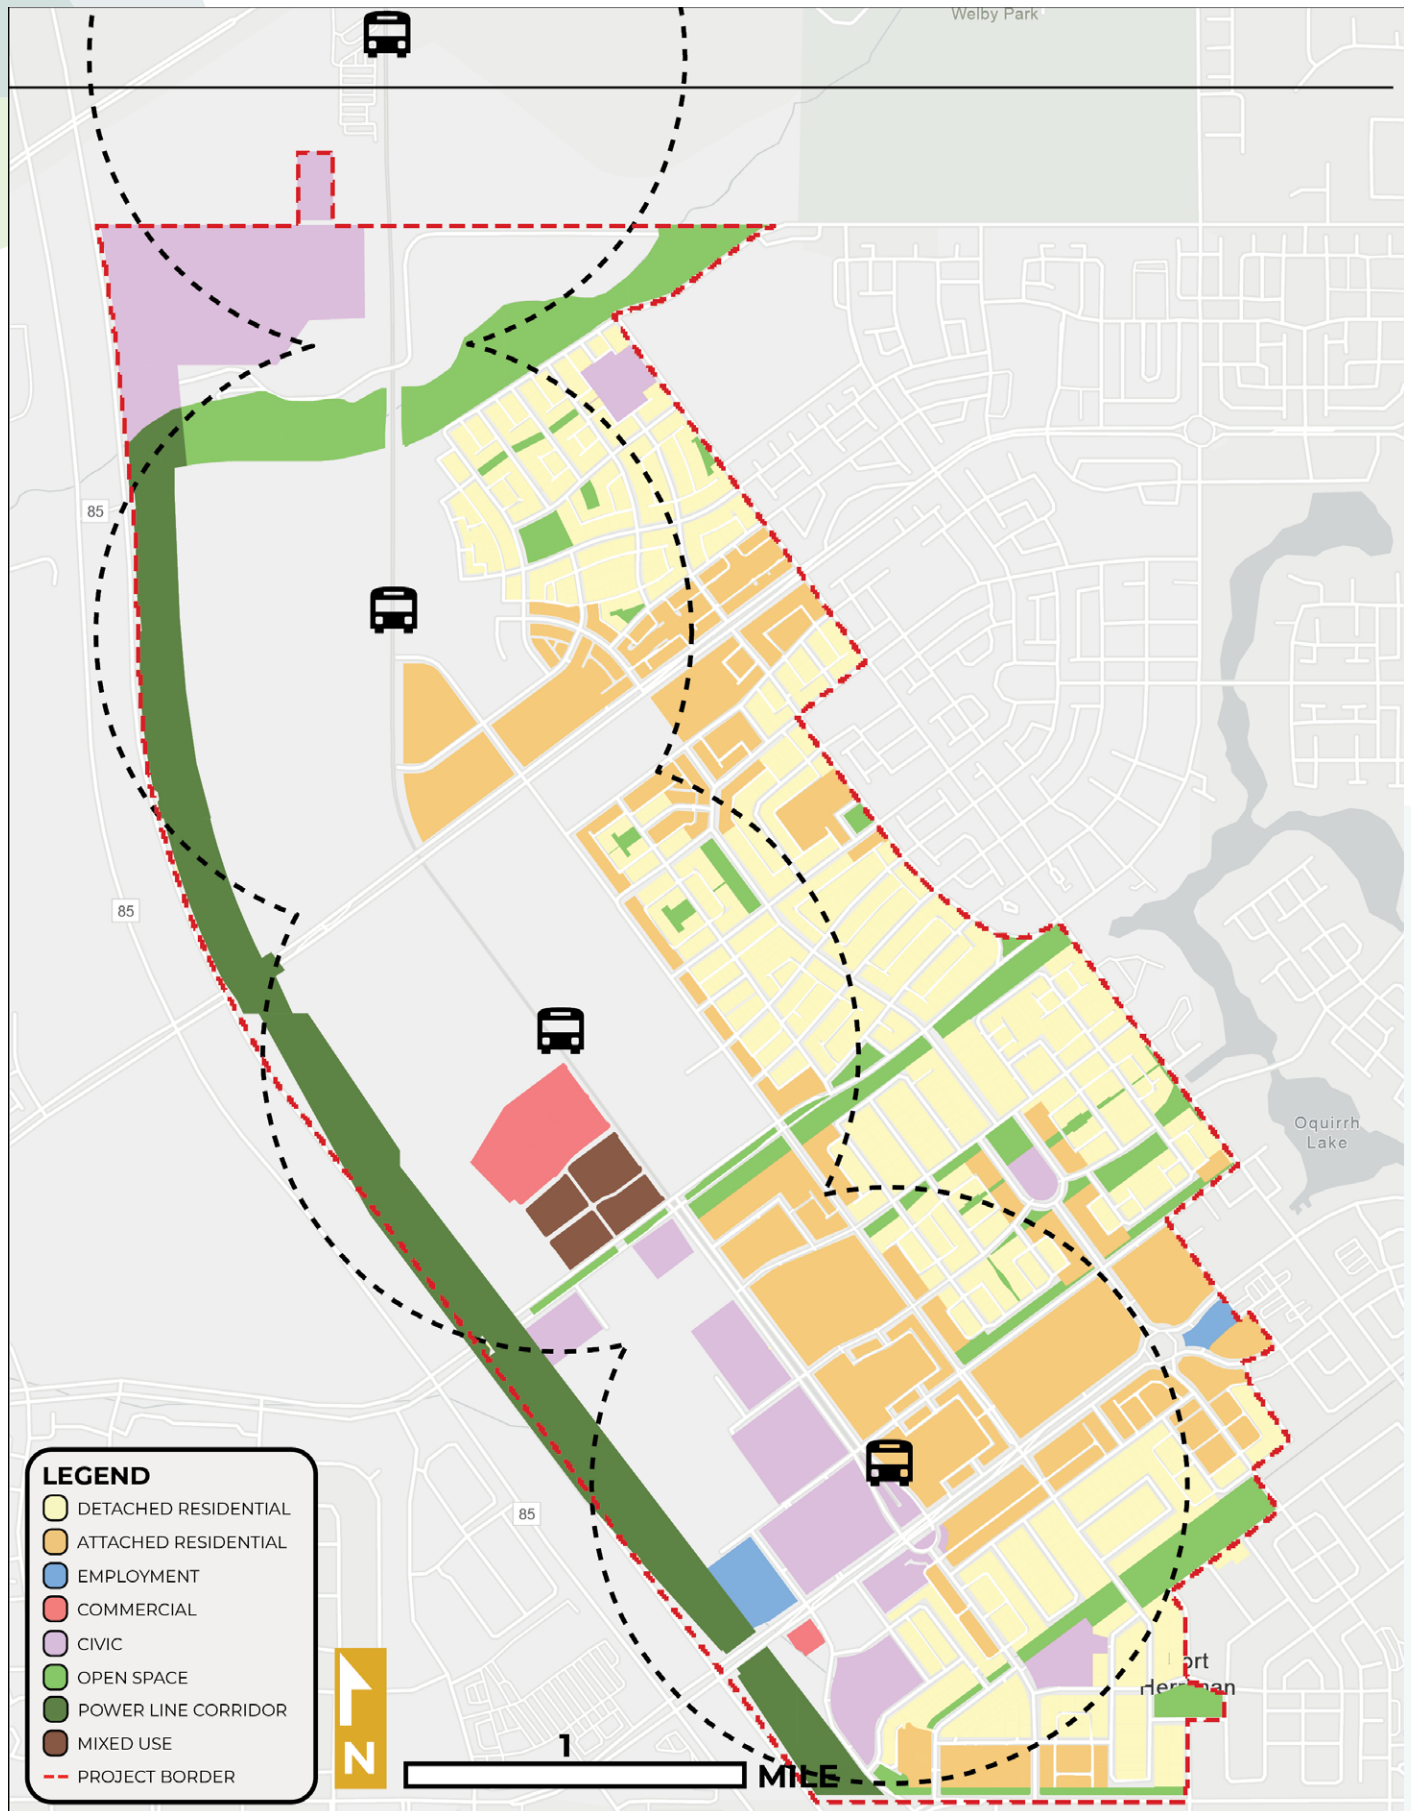 Welby Park
85
85
Oquirrh
Lake
85
LEGEND
DETACHED RESIDENTIAL
ATTACHED RESIDENTIAL
EMPLOYMENT
COMMERCIAL
CIVIC
OPEN SPACE
POWER LINE CORRIDOR
MIXED USE
PROJECT BORDER
N
1
MILE
ort